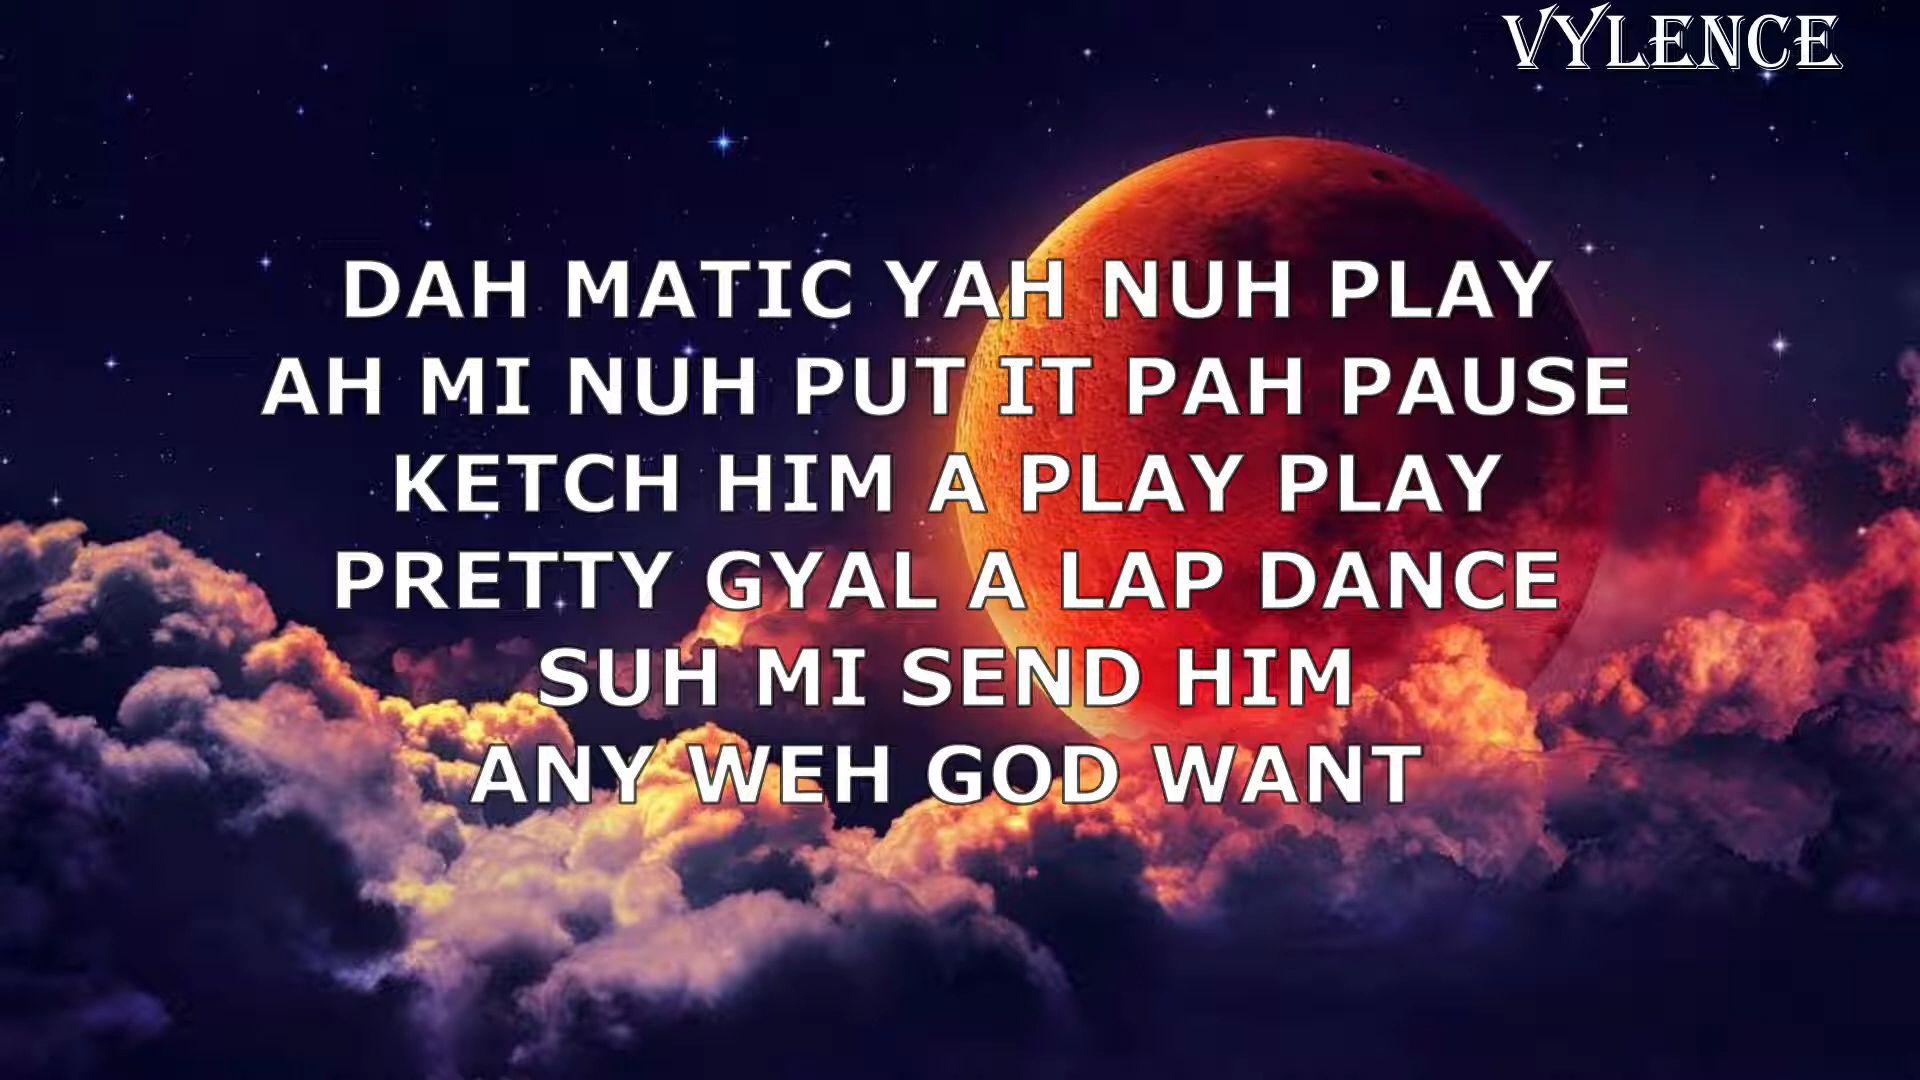 VYLENCE
DAH MATIC YAH NUH PLAY
AH MI NUH PUT IT PAH PAUSE
KETCH HIM A PLAY PLAY
PRETTY GYAL A LAP DANCE
SUH MI SEND HIM
ANY WEH GOD WANT